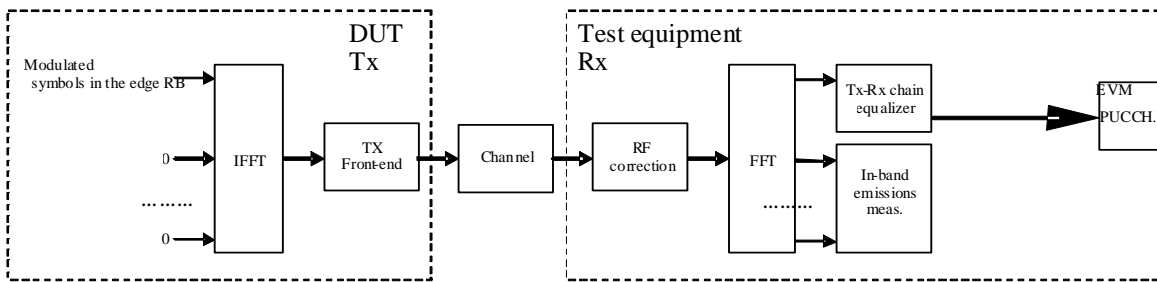 DUT
Tx
Test equipment
Rx
Modulated
symbols in the edge RB
0
………
0
IFFT
TX
Front-end
Channel
RF
correction
FFT
………
Tx-Rx chain
equalizer
In-band
emissions
meas.
EVM
PUCCH.